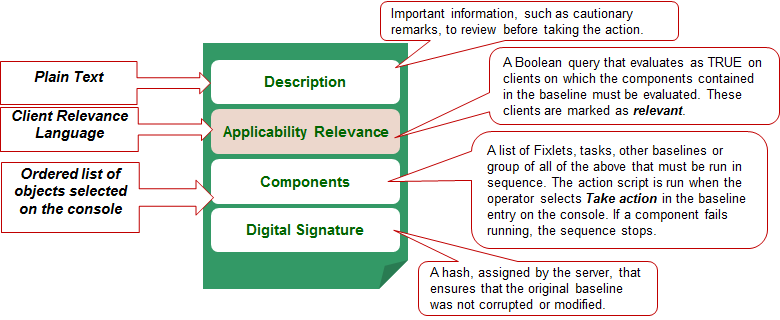 Important information, such as cautionary
remarks, to review before taking the action.
Plain Text
Description
A Boolean query that evaluates as TRUE on
clients on which the components contained
in the baseline must be evaluated. These
clients are marked as relevant.
Client Relevance
Language
Applicability Relevance
Ordered list of
objects selected
on the console
Components
A list of Fixlets, tasks, other baselines or
group of all of the above that must be run in
sequence. The action script is run when the
operator selects Take action in the baseline
entry on the console. If a component fails
running, the sequence stops.
Digital Signature
A hash, assigned by the server, that
ensures that the original baseline
was not corrupted or modified.